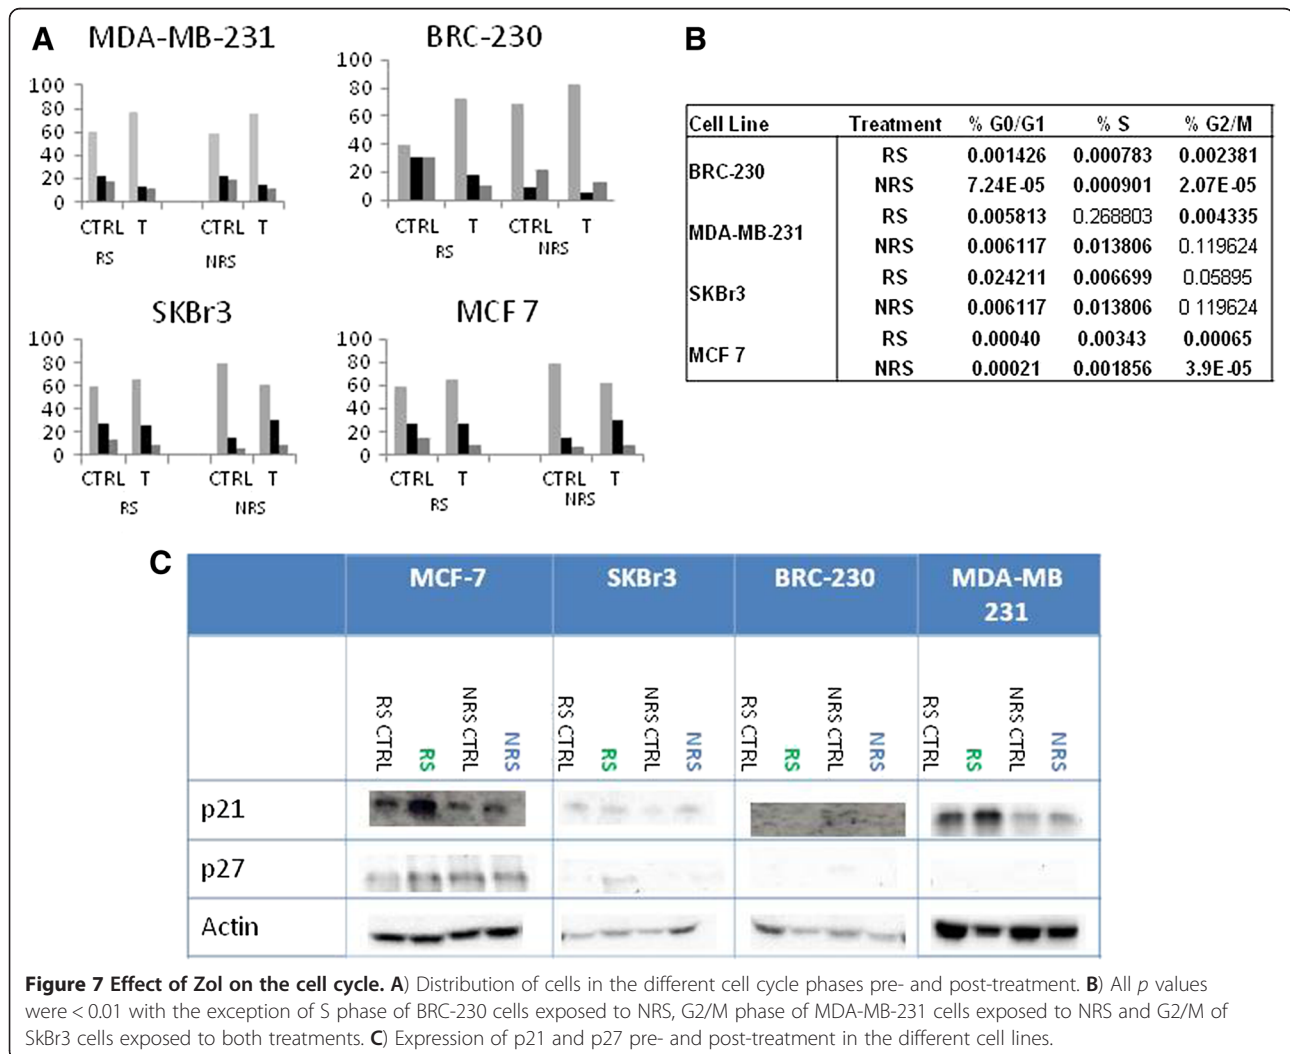 A
MDA-MB-231
100
80
60
40
20
0
CTRL T CTRL T
RS NRS
BRC-230
100
80
60
40
20
0
CTRL T CTRL T
RS NRS
SKBr3
100
80
60
40
20
0
CTRL T CTRL T
RS NRS
MCF 7
100
80
60
40
20
0
CTRL T CTRL T
RS NRS
B
Cell Line Treatment % G0/G1 % S % G2/M
BRC-230 RS 0.001426 0.000783 0.002381
NRS 7.24E-05 0.000901 2.07E-05
MDA-MB-231 RS 0.005813 0.268803 0.004335
NRS 0.006117 0.013806 0.119624
SKBr3 RS 0.024211 0.006699 0.05895
NRS 0.006117 0.013806 0 119624
MCF 7 RS 0.00040 0.00343 0.00065
NRS 0.00021 0.001856 3.9E-05
C
MCF-7 SKBr3 BRC-230 MDA-MB
231
RS CTRL RS NRS CTRL NRS RS CTRL RS NRS CTRL NRS RS CTRL RS NRS CTRL NRS RS CTRL RS NRS CTRL NRS
p21
p27
Actin
Figure 7 Effect of Zol on the cell cycle. A) Distribution of cells in the different cell cycle phases pre- and post-treatment. B) All p values
were < 0.01 with the exception of S phase of BRC-230 cells exposed to NRS, G2/M phase of MDA-MB-231 cells exposed to NRS and G2/M of
SkBr3 cells exposed to both treatments. C) Expression of p21 and p27 pre- and post-treatment in the different cell lines.